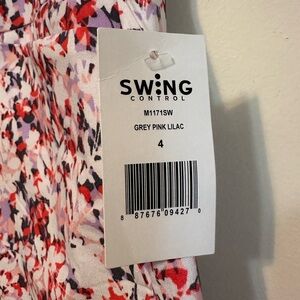 SWING
CONTROL
M1171SW
GREY PINK LILAC
4
8 87676 09427 0